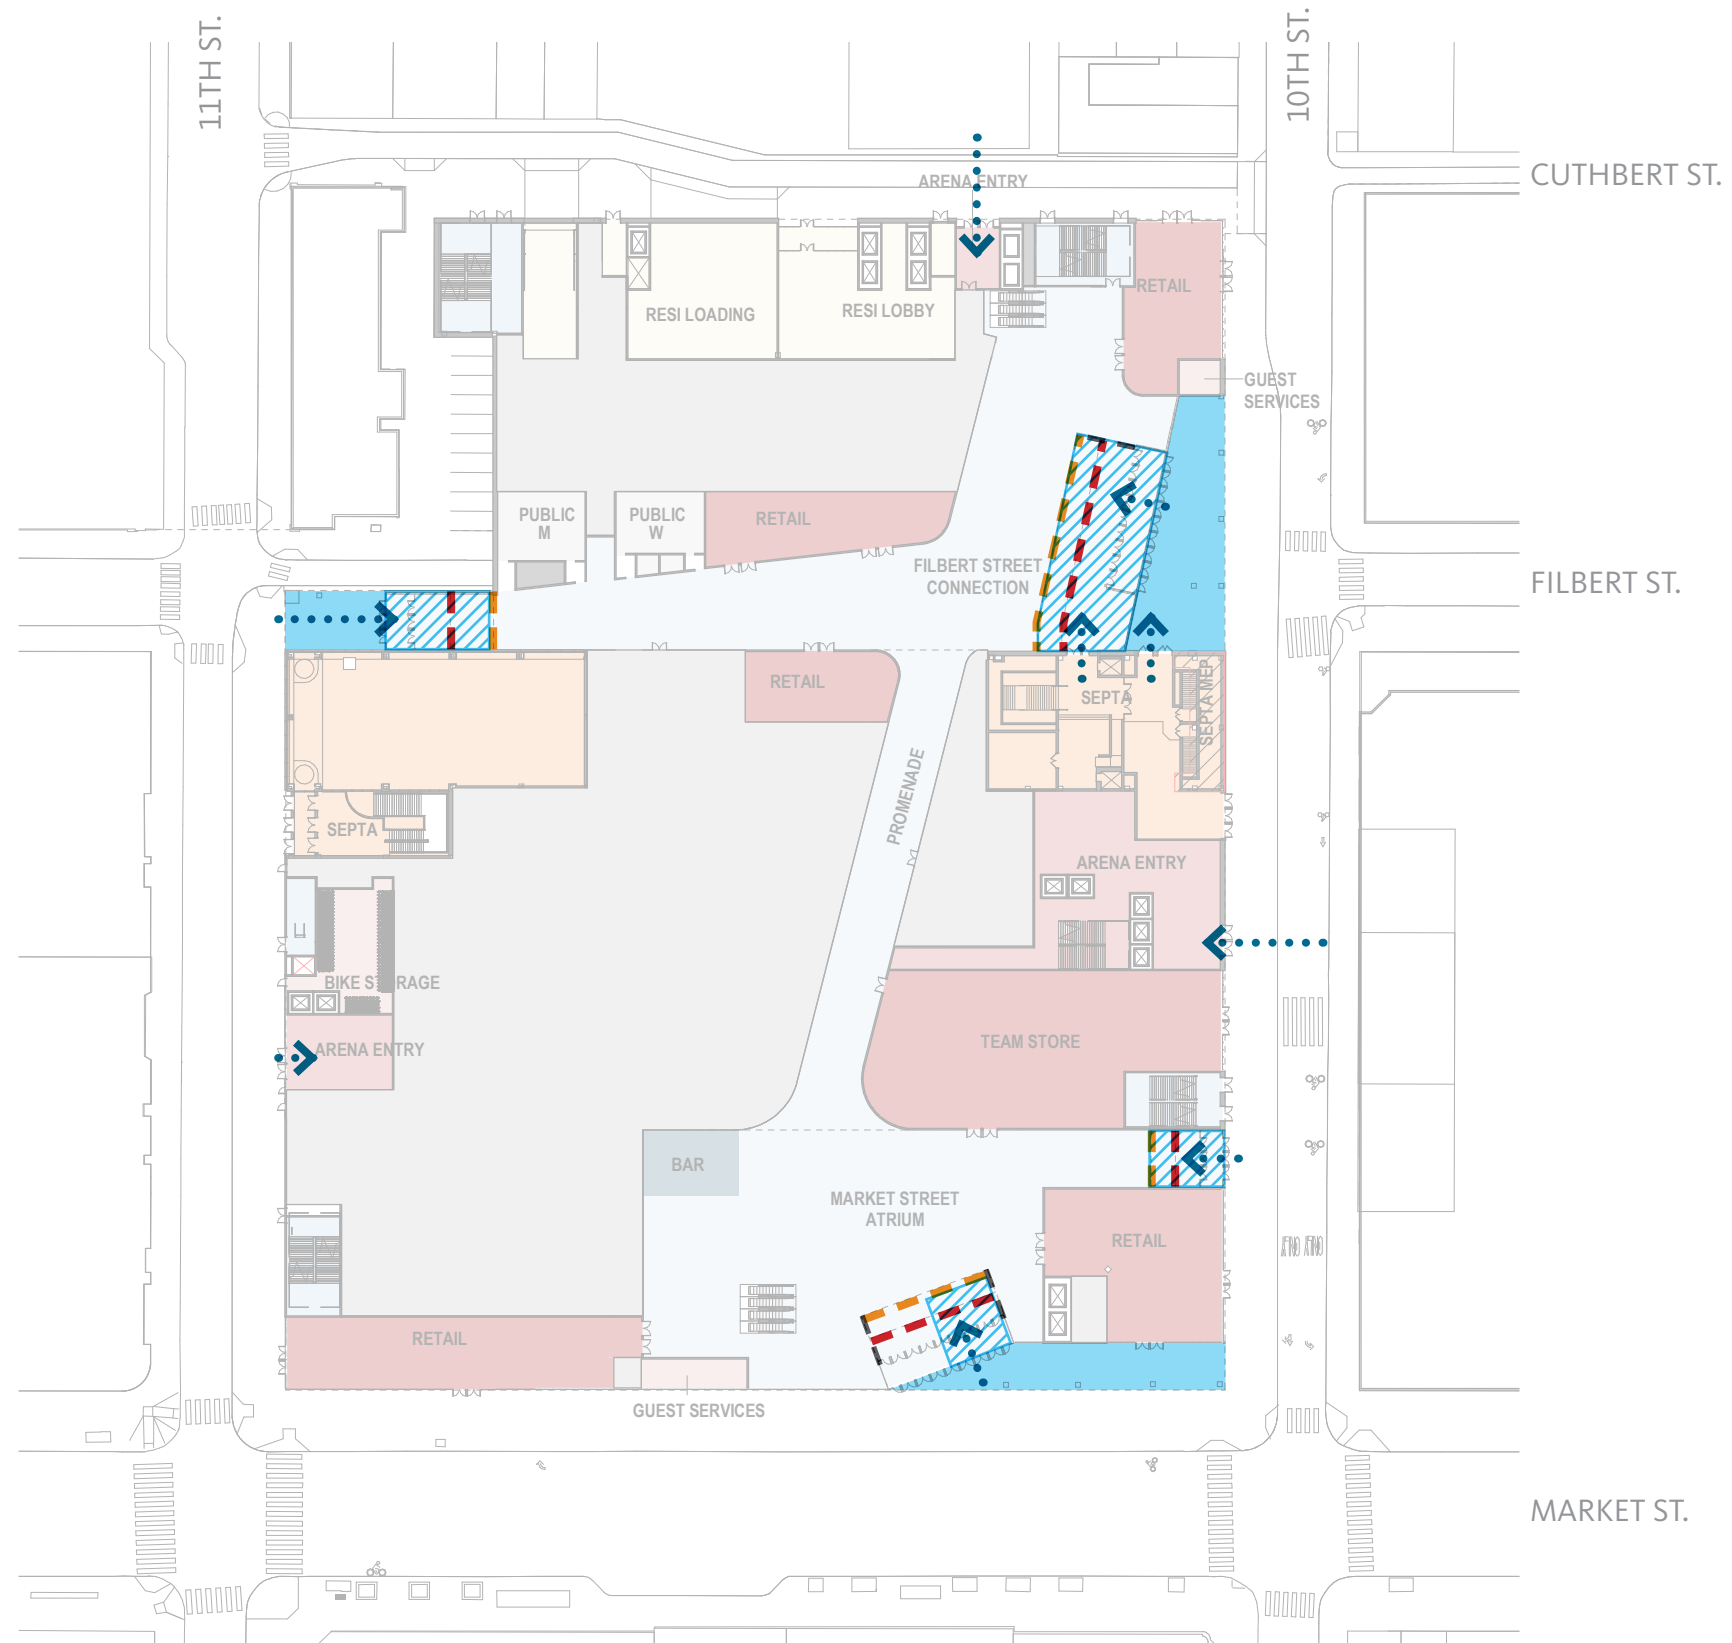 11TH ST.
10TH ST.
CUTHBERT ST.
ARENA ENTRY
RETAIL
RESI LOADING
RESI LOBBY
GUEST
SERVICES
PUBLIC
M
PUBLIC
W
RETAIL
FILBERT STREET
CONNECTION
FILBERT ST.
RETAIL
SEPTA
SEPTA MEP
PROMENADE
SEPTA
ARENA ENTRY
BIKE STORAGE
TEAM STORE
ARENA ENTRY
BAR
MARKET STREET
ATRIUM
RETAIL
RETAIL
GUEST SERVICES
MARKET ST.